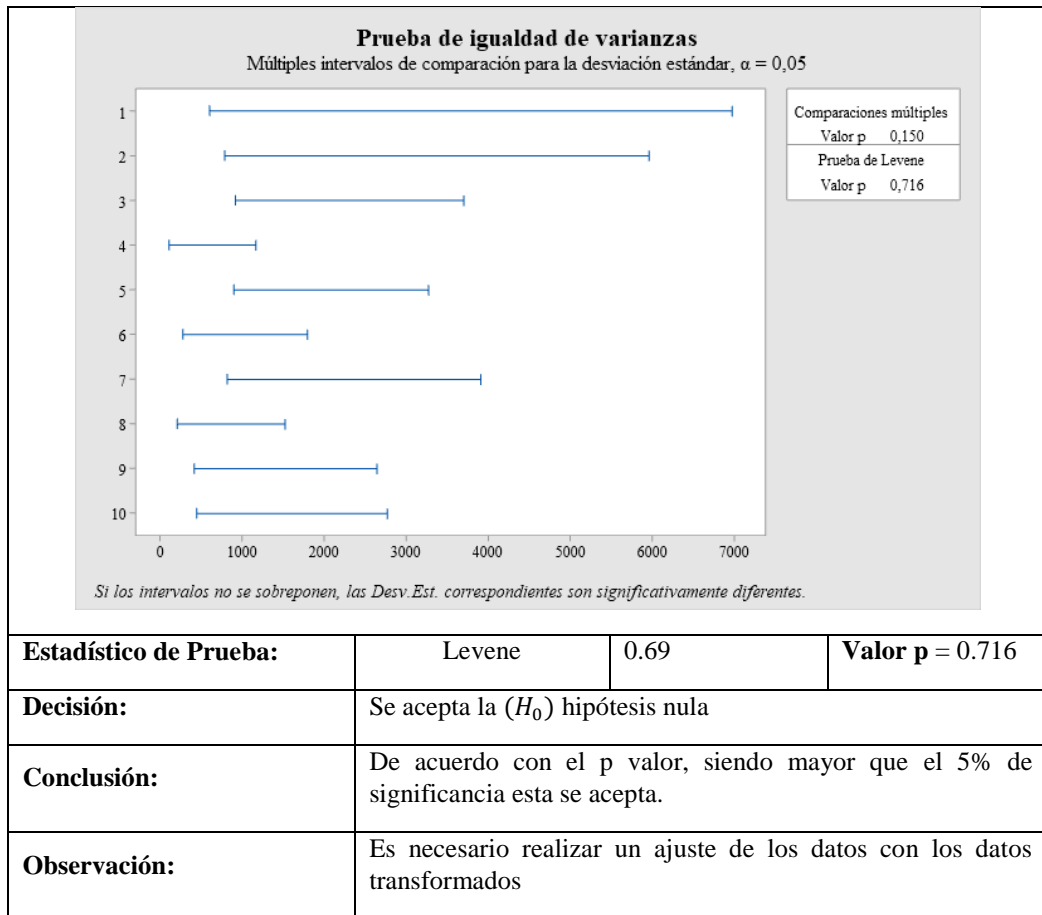 Prueba de igualdad de varianzas
Múltiples intervalos de comparación para la desviación estándar, α = 0,05
1
2
3
4
5
6
7
8
9
10
0 1000 2000 3000 4000 5000 6000 7000
Comparaciones múltiples
Valor p 0,150
Prueba de Levene
Valor p 0,716
Si los intervalos no se sobreponen, las Desv.Est. correspondientes son significativamente diferentes.
Estadístico de Prueba: Levene 0.69 Valor p = 0.716
Decisión: Se acepta la (H₀) hipótesis nula
Conclusión: De acuerdo con el p valor, siendo mayor que el 5% de
significancia esta se acepta.
Observación: Es necesario realizar un ajuste de los datos con los datos
transformados